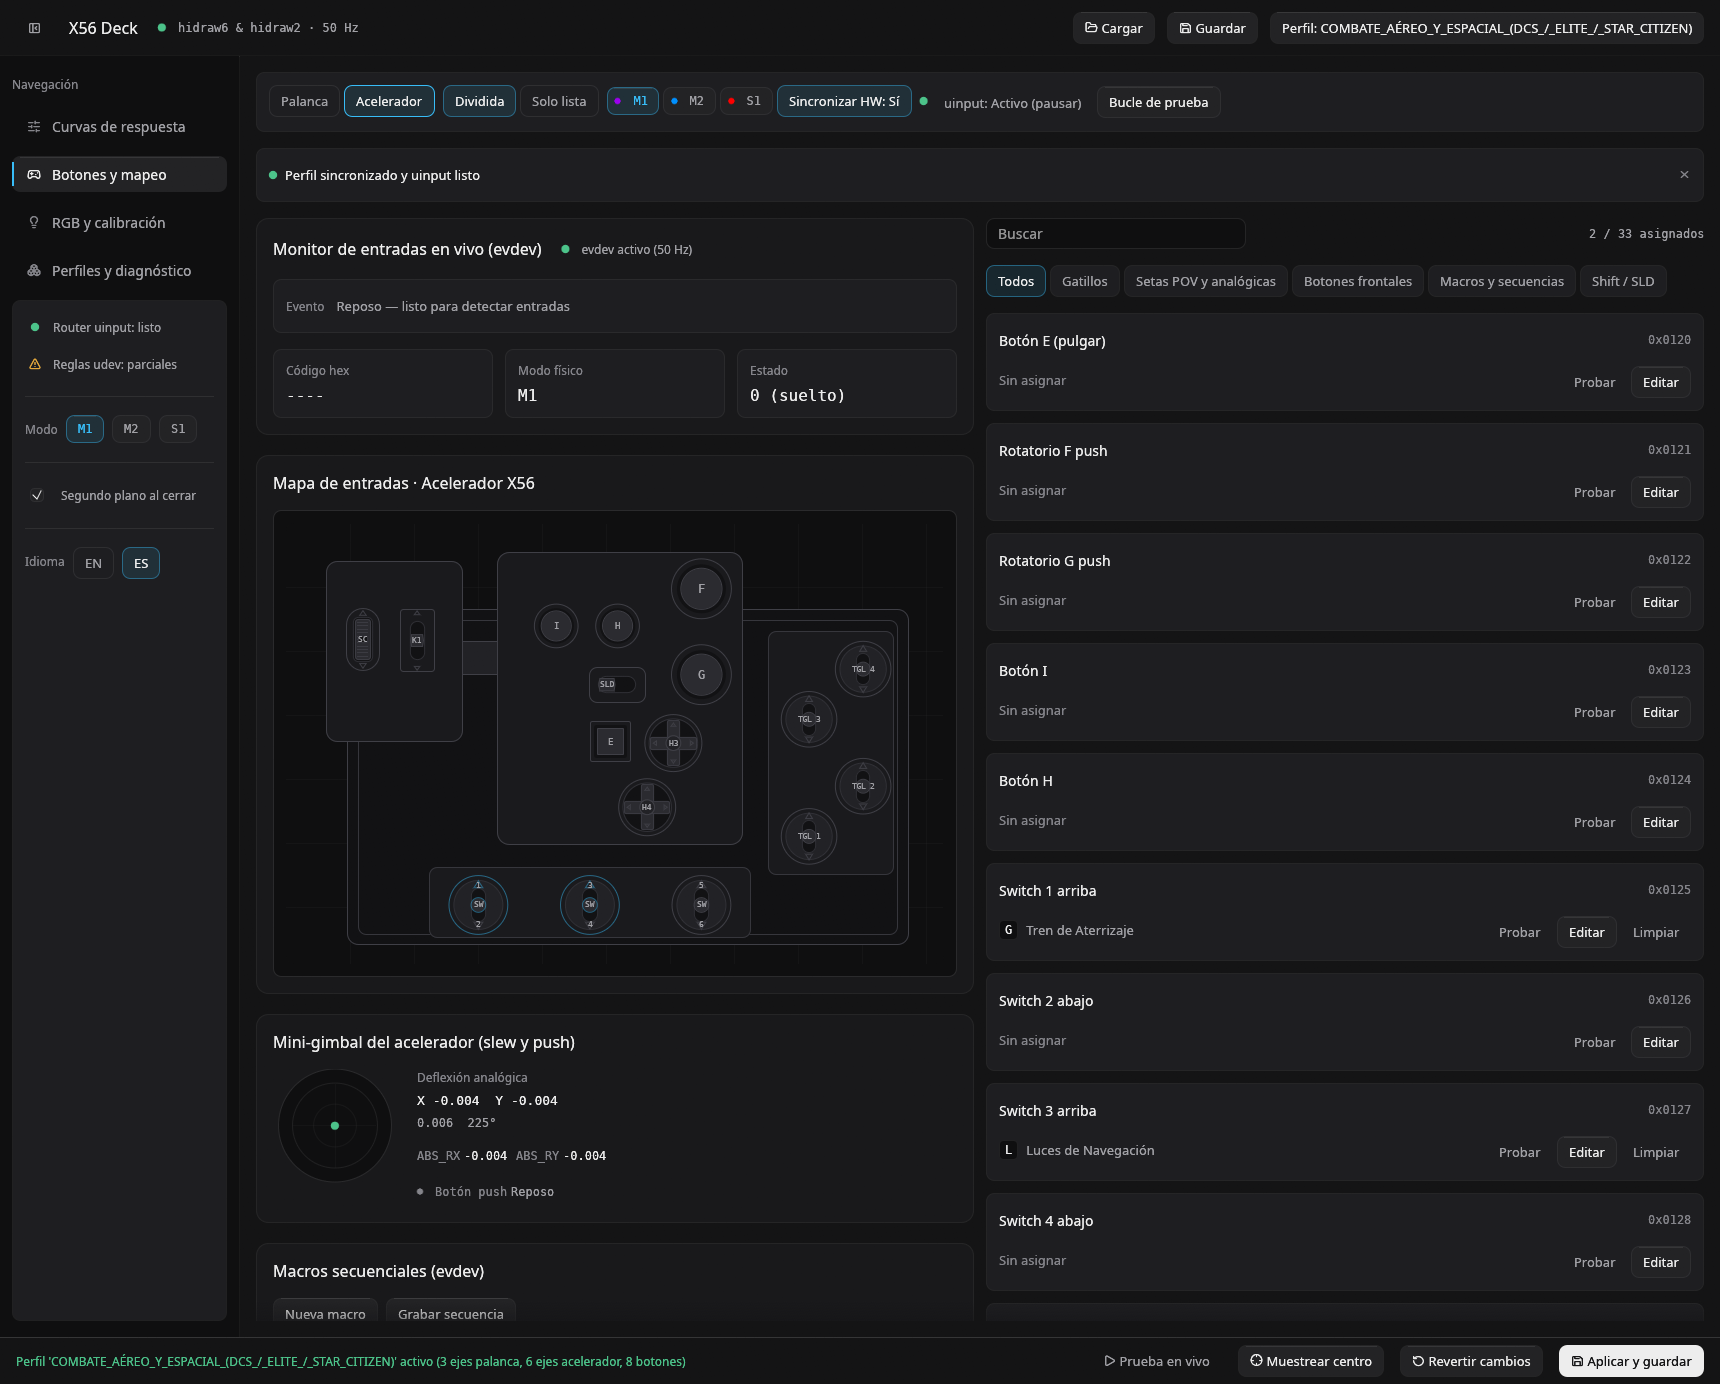 X56 Deck
hidraw6 & hidraw2 · 50 Hz
Cargar
Guardar
Perfil: COMBATE_AÉREO_Y_ESPACIAL_(DCS_/_ELITE_/_STAR_CITIZEN)
Navegación
Curvas de respuesta
Botones y mapeo
RGB y calibración
Perfiles y diagnóstico
Router uinput: listo
Reglas udev: parciales
Modo M1 M2 S1
Segundo plano al cerrar
Idioma EN ES
Palanca Acelerador Dividida Solo lista M1 M2 S1 Sincronizar HW: Sí uinput: Activo (pausar) Bucle de prueba
Perfil sincronizado y uinput listo
Monitor de entradas en vivo (evdev) evdev activo (50 Hz)
Evento Reposo — listo para detectar entradas
Código hex
----
Modo físico
M1
Estado
0 (suelto)
Mapa de entradas · Acelerador X56
F
I H
SC K1
G
SLD
E H3
H4
TGL 4
TGL 3
TGL 2
TGL 1
1 3 5
SW SW SW
2 4 6
Mini-gimbal del acelerador (slew y push)
Deflexión analógica
X -0.004 Y -0.004
0.006 225°
ABS_RX -0.004 ABS_RY -0.004
Botón push Reposo
Macros secuenciales (evdev)
Nueva macro Grabar secuencia
Buscar
2 / 33 asignados
Todos Gatillos Setas POV y analógicas Botones frontales Macros y secuencias Shift / SLD
Botón E (pulgar) 0x0120
Sin asignar Probar Editar
Rotatorio F push 0x0121
Sin asignar Probar Editar
Rotatorio G push 0x0122
Sin asignar Probar Editar
Botón I 0x0123
Sin asignar Probar Editar
Botón H 0x0124
Sin asignar Probar Editar
Switch 1 arriba 0x0125
G Tren de Aterrizaje Probar Editar Limpiar
Switch 2 abajo 0x0126
Sin asignar Probar Editar
Switch 3 arriba 0x0127
L Luces de Navegación Probar Editar Limpiar
Switch 4 abajo 0x0128
Sin asignar Probar Editar
Perfil 'COMBATE_AÉREO_Y_ESPACIAL_(DCS_/_ELITE_/_STAR_CITIZEN)' activo (3 ejes palanca, 6 ejes acelerador, 8 botones)
Prueba en vivo
Muestrear centro
Revertir cambios
Aplicar y guardar